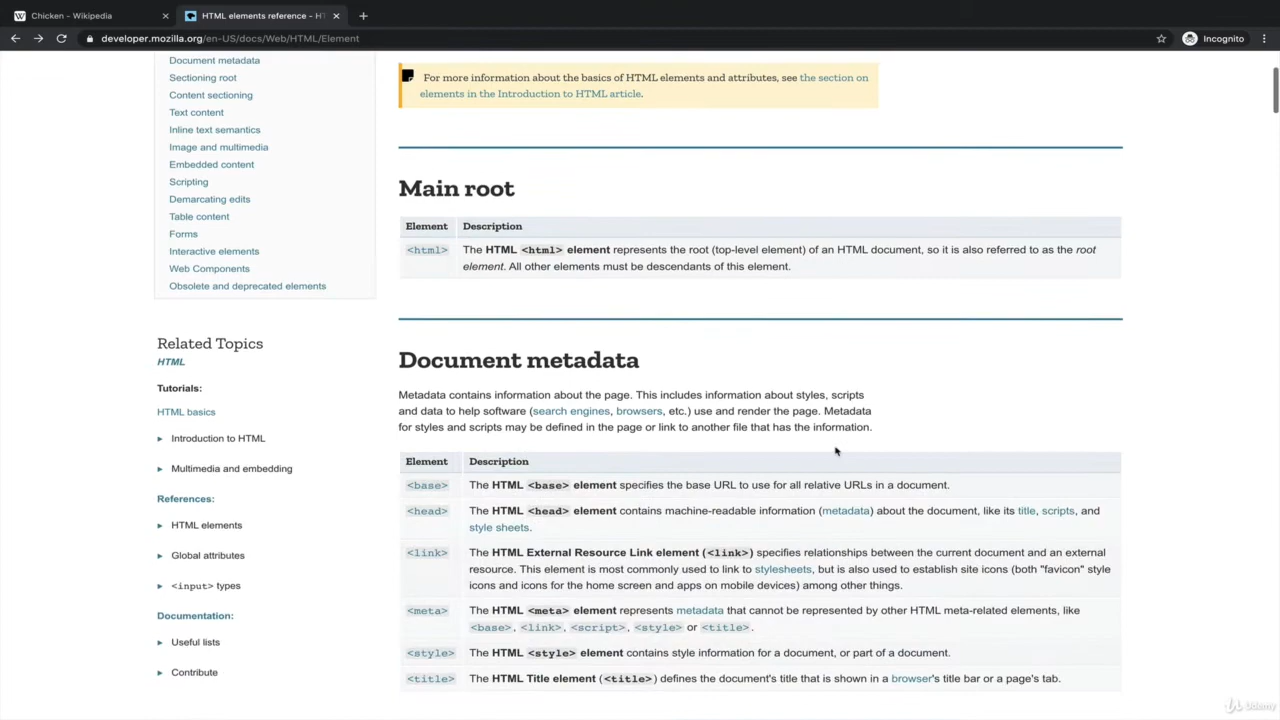 Chicken - Wikipedia
HTML elements reference - HT
developer.mozilla.org/en-US/docs/Web/HTML/Element
Incognito
Document metadata
Sectioning root
Content sectioning
Text content
Inline text semantics
Image and multimedia
Embedded content
Scripting
Demarcating edits
Table content
Forms
Interactive elements
Web Components
Obsolete and deprecated elements
Related Topics
HTML
Tutorials:
HTML basics
Introduction to HTML
Multimedia and embedding
References:
HTML elements
Global attributes
<input> types
Documentation:
Useful lists
Contribute
For more information about the basics of HTML elements and attributes, see the section on
elements in the Introduction to HTML article.
Main root
Element Description
<html> The HTML <html> element represents the root (top-level element) of an HTML document, so it is also referred to as the root
element. All other elements must be descendants of this element.
Document metadata
Metadata contains information about the page. This includes information about styles, scripts
and data to help software (search engines, browsers, etc.) use and render the page. Metadata
for styles and scripts may be defined in the page or link to another file that has the information.
Element Description
<base> The HTML <base> element specifies the base URL to use for all relative URLs in a document.
<head> The HTML <head> element contains machine-readable information (metadata) about the document, like its title, scripts, and
style sheets.
<link> The HTML External Resource Link element (<link>) specifies relationships between the current document and an external
resource. This element is most commonly used to link to stylesheets, but is also used to establish site icons (both "favicon" style
icons and icons for the home screen and apps on mobile devices) among other things.
<meta> The HTML <meta> element represents metadata that cannot be represented by other HTML meta-related elements, like
<base>, <link>, <script>, <style> or <title>.
<style> The HTML <style> element contains style information for a document, or part of a document.
<title> The HTML Title element (<title>) defines the document's title that is shown in a browser's title bar or a page's tab.
Udemy